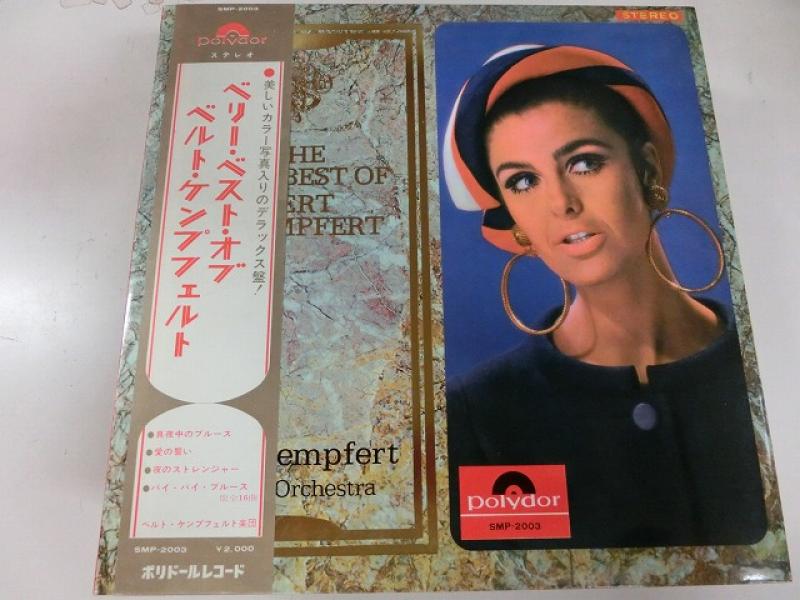 SMP-2003
polydor
ステレオ
●美しいカラー写真入りのデラックス盤!
ベリー・ベスト・オブ
ベルト・ケンプフェルト
●真夜中のブルース
●愛の誓い
●夜のストレンジャー
●バイ・バイ・ブルース
ベルト・ケンプフェルト楽団
SMP-2003 ¥2,000
ポリドールレコード
HE
BEST OF
ERT
MPFERT
empfert
Orchestra
STEREO
polydor
SMP-2003